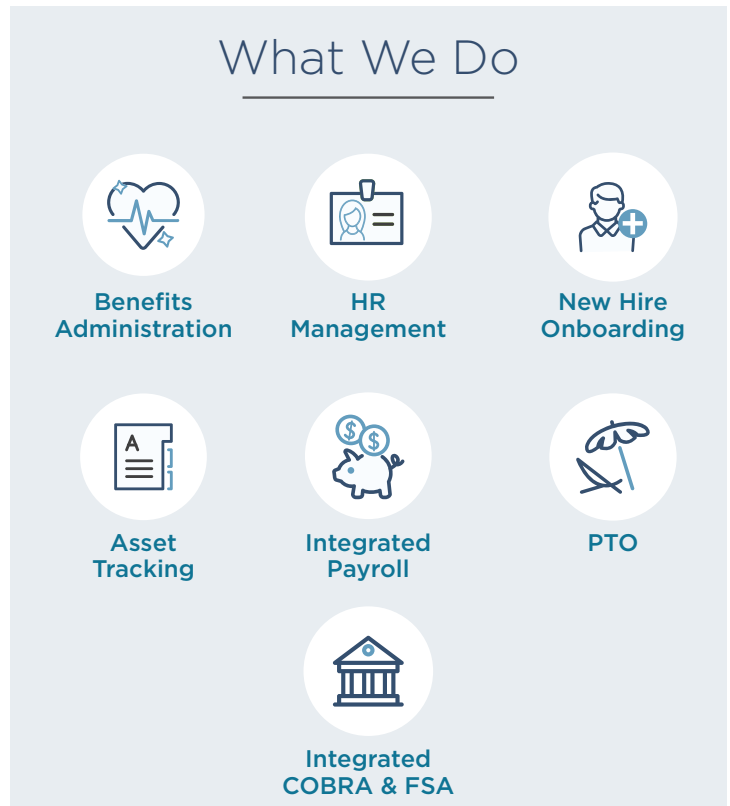 What We Do
Benefits
Administration
HR
Management
New Hire
Onboarding
A
$
$
Asset
Tracking
Integrated
Payroll
PTO
Integrated
COBRA & FSA